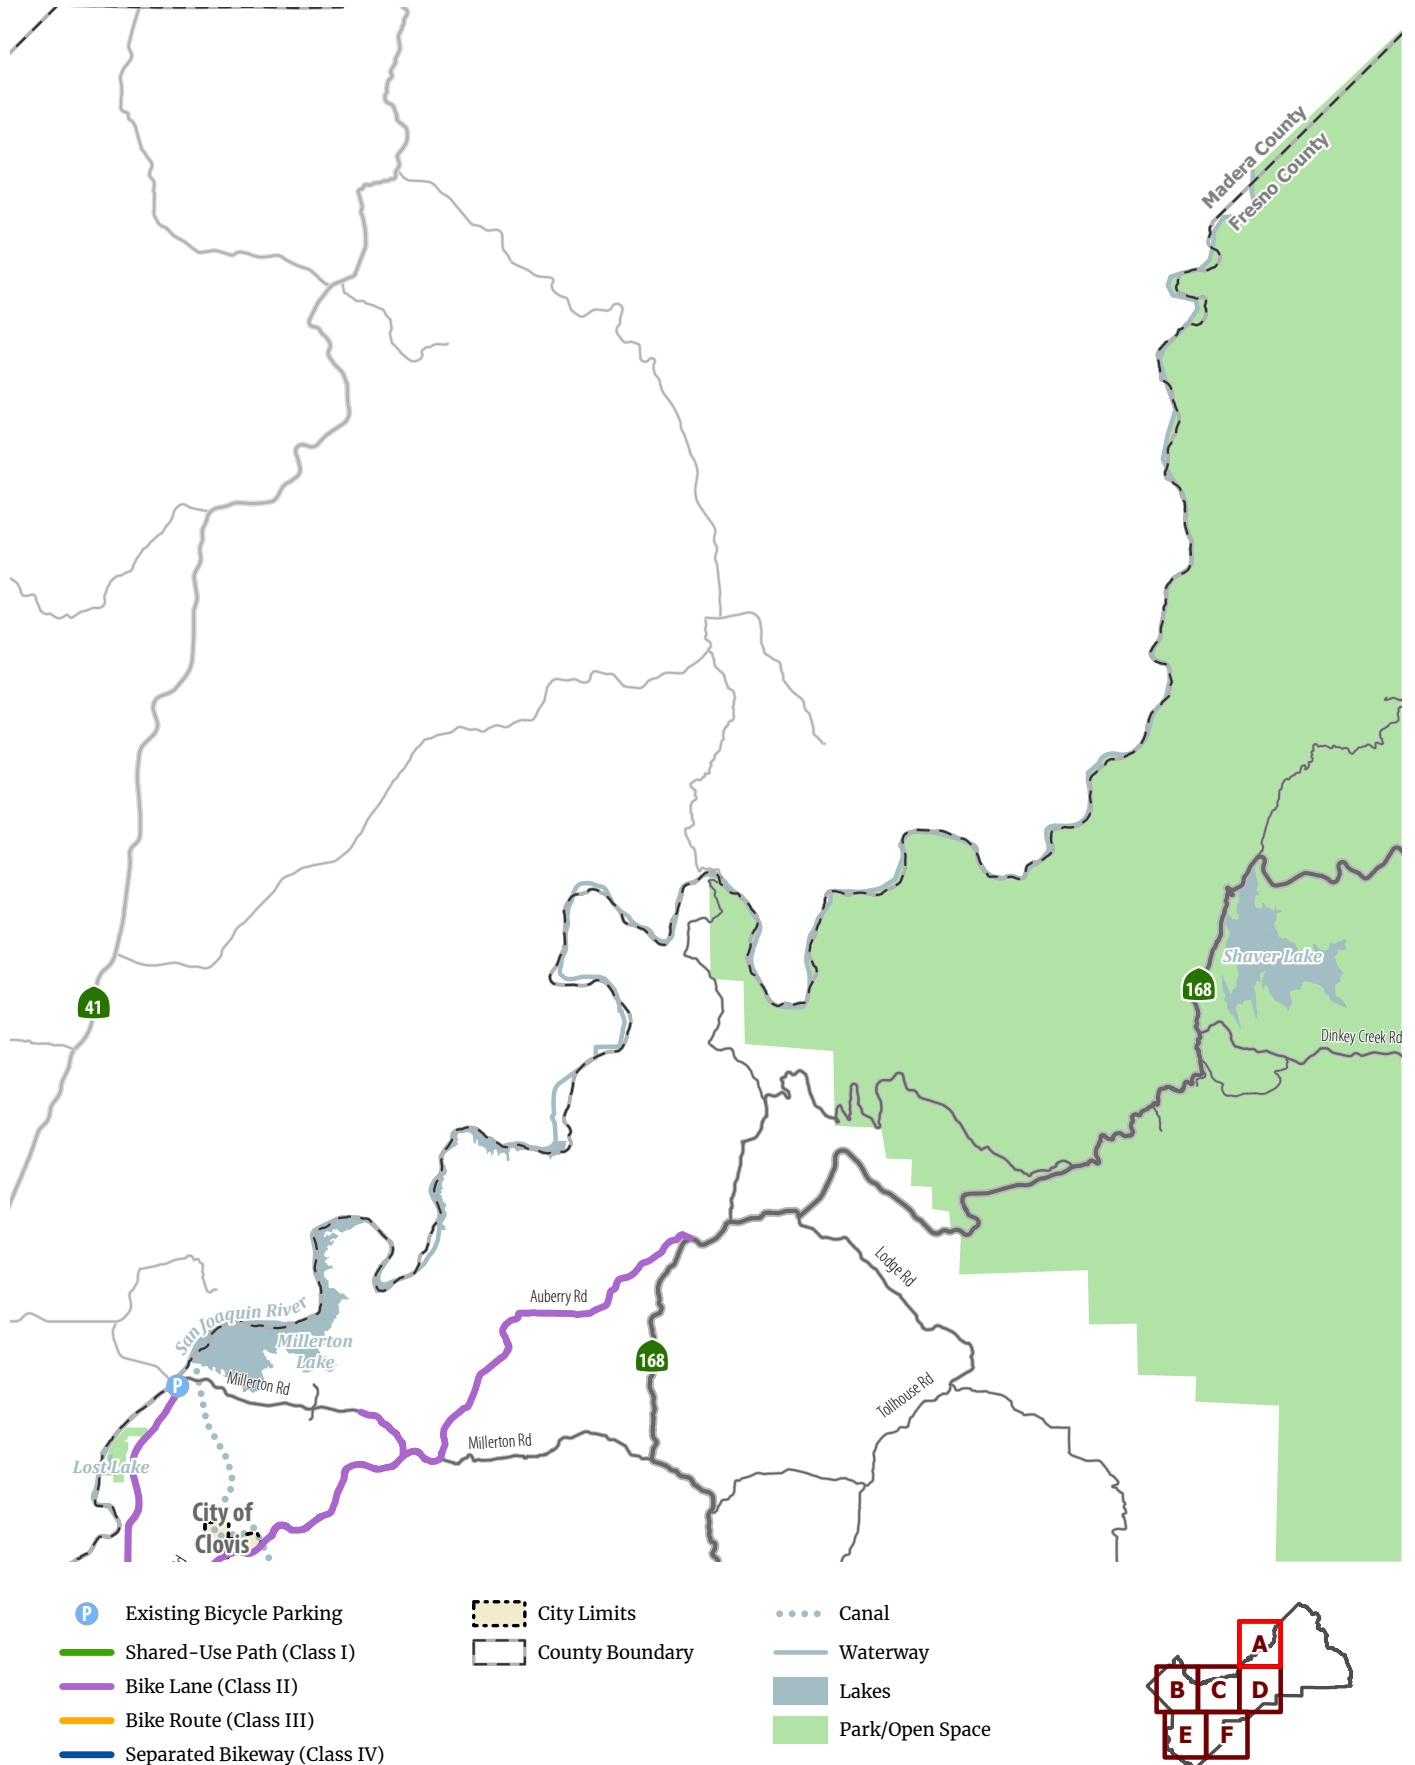 Madera County
Fresno County
41
Shaver Lake
168
Dinkey Creek Rd
Lodge Rd
Auberry Rd
San Joaquin River
Millerton
Lake
168
P
Millerton Rd
Tollhouse Rd
Millerton Rd
Lost Lake
City of
Clovis
P Existing Bicycle Parking
Shared-Use Path (Class I)
Bike Lane (Class II)
Bike Route (Class III)
Separated Bikeway (Class IV)
City Limits
County Boundary
Canal
Waterway
Lakes
Park/Open Space
A
B C D
E F